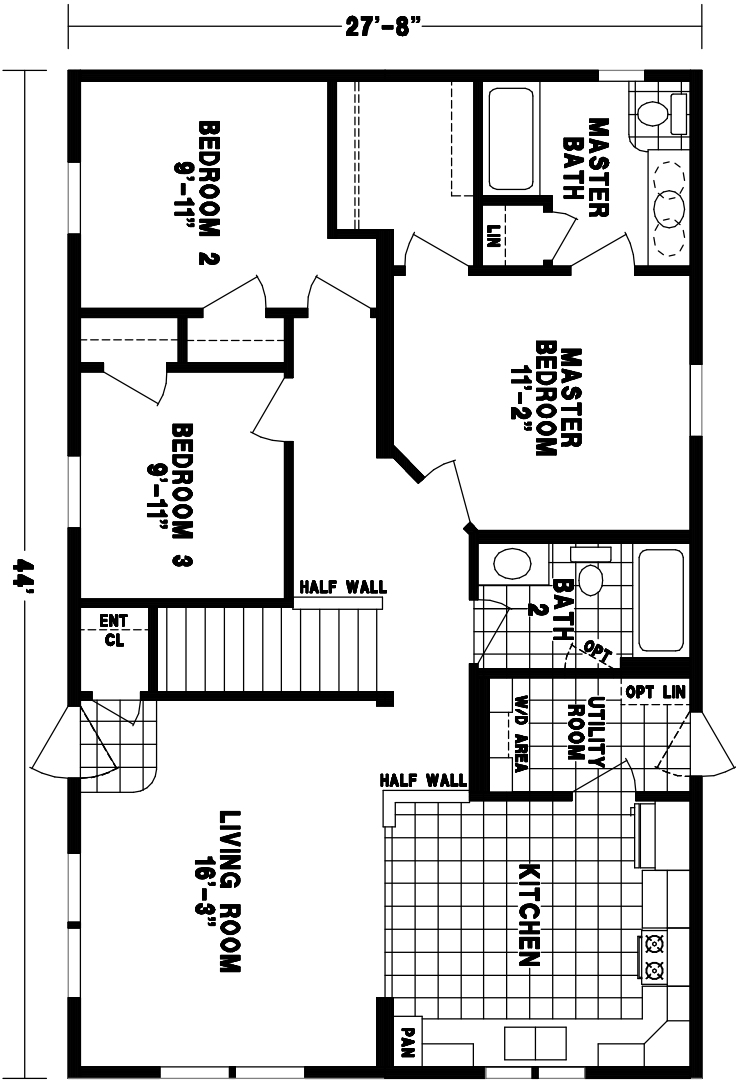 27'-8"
44'
BEDROOM 2
9'-11"
MASTER
BATH
LIN
MASTER
BEDROOM
11'-2"
BEDROOM 3
9'-11"
HALF WALL
ENT
CL
BATH
2
OPT
OPT LIN
UTILITY
ROOM
W/D AREA
HALF WALL
LIVING ROOM
16'-3"
KITCHEN
PAN